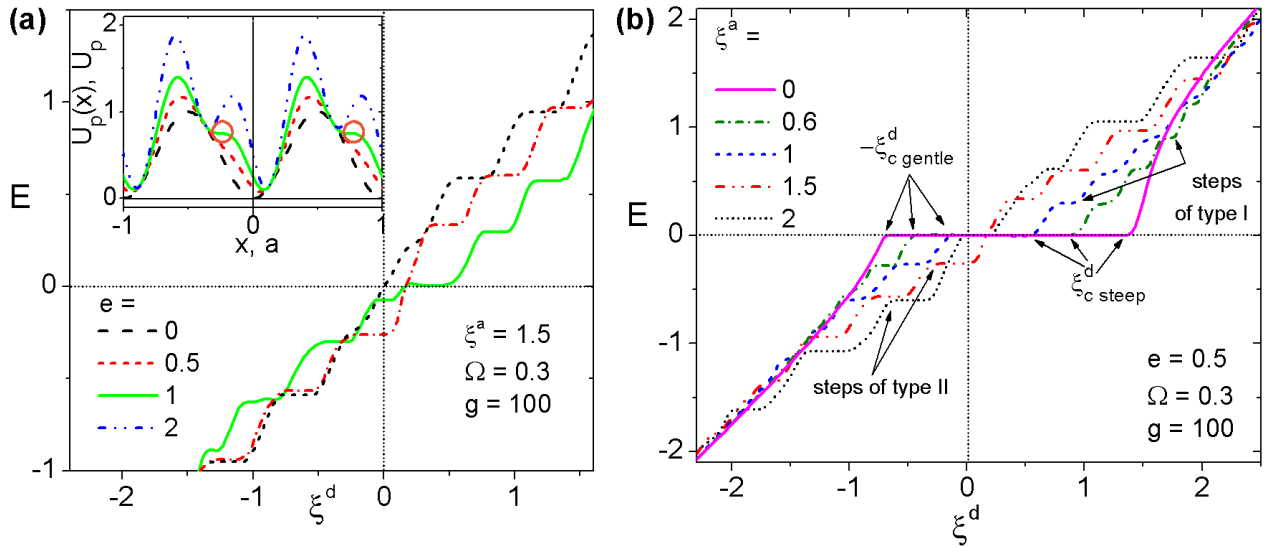 (a)
U_p(x), U_p
2
1
0
-1
0
1
x, a
E
1
0
-1
e =
0
0.5
1
2
ξ^a = 1.5
Ω = 0.3
g = 100
-2
-1
0
1
ξ^d
(b)
ξ^a =
0
0.6
1
1.5
2
E
2
1
0
-1
-2
-ξ^d_c gentle
steps
of type I
ξ^d_c steep
steps of type II
e = 0.5
Ω = 0.3
g = 100
-2
-1
0
1
2
ξ^d